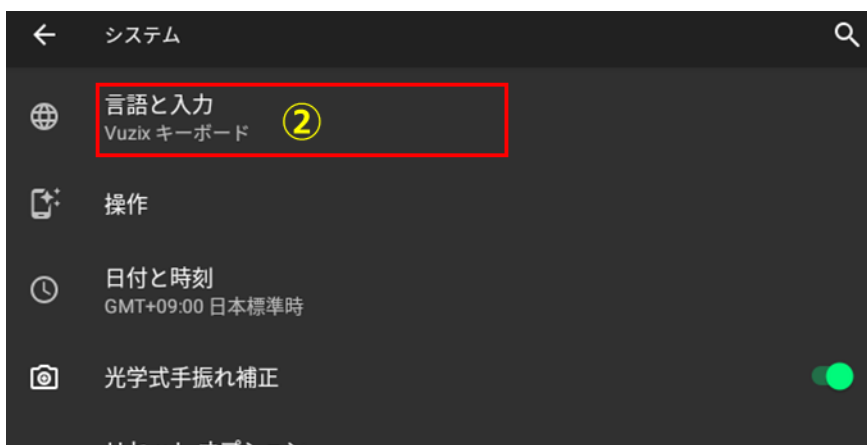 システム
言語と入力
②
Vuzix キーボード
操作
日付と時刻
GMT+09:00 日本標準時
光学式手振れ補正